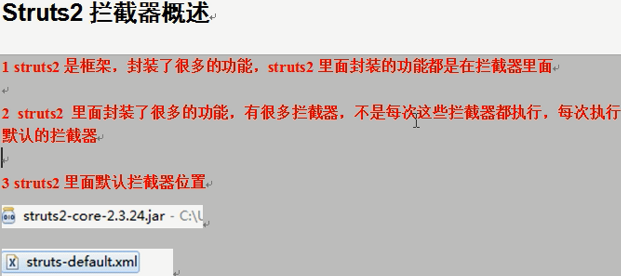 Struts2 拦截器概述
1 struts2 是框架，封装了很多的功能，struts2 里面封装的功能都是在拦截器里面
2 struts2 里面封装了很多的功能，有很多拦截器，不是每次这些拦截器都执行，每次执行
默认的拦截器
3 struts2 里面默认拦截器位置
struts2-core-2.3.24.jar - C:\U
struts-default.xml